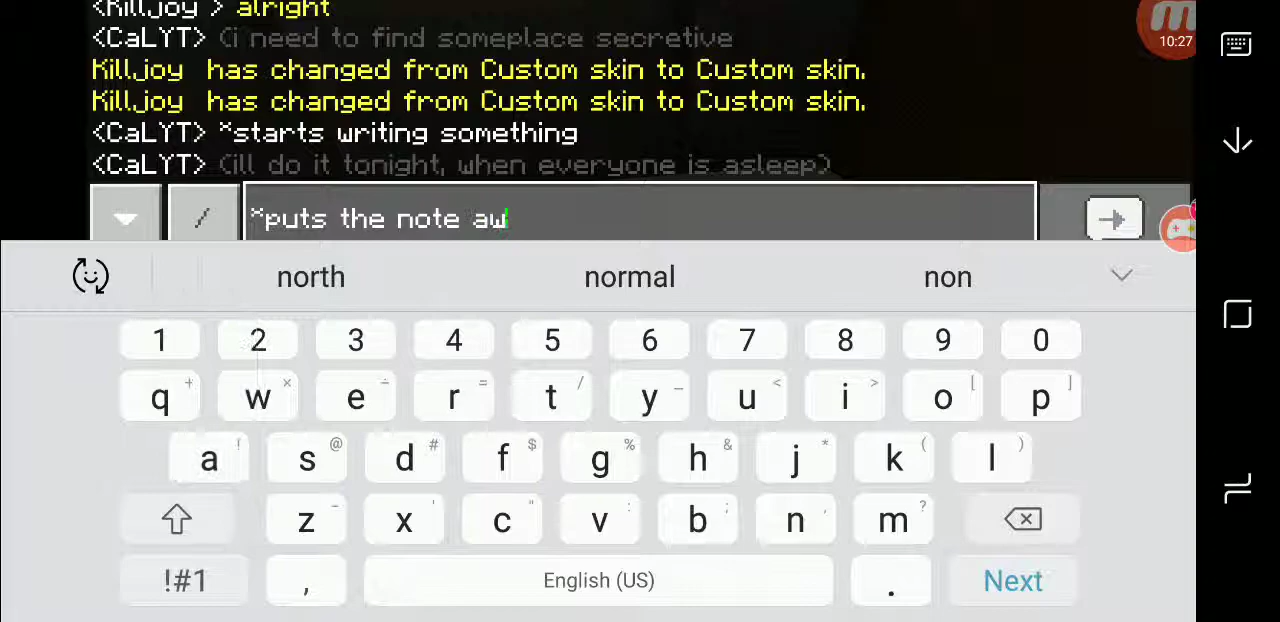 <Killjoy > alright
<CaLYT> (i need to find someplace secretive
Killjoy  has changed from Custom skin to Custom skin.
Killjoy  has changed from Custom skin to Custom skin.
<CaLYT> *starts writing something
<CaLYT> (ill do it tonight, when everyone is asleep)
/ *puts the note aw
10:27
north normal non
1 2 3 4 5 6 7 8 9 0
q + w × e ÷ r = t / y _ u < i > o [ p ]
a ! s @ d # f $ g % h & j * k ( l )
z - x ' c " v : b ; n , m ?
!#1 , English (US) . Next